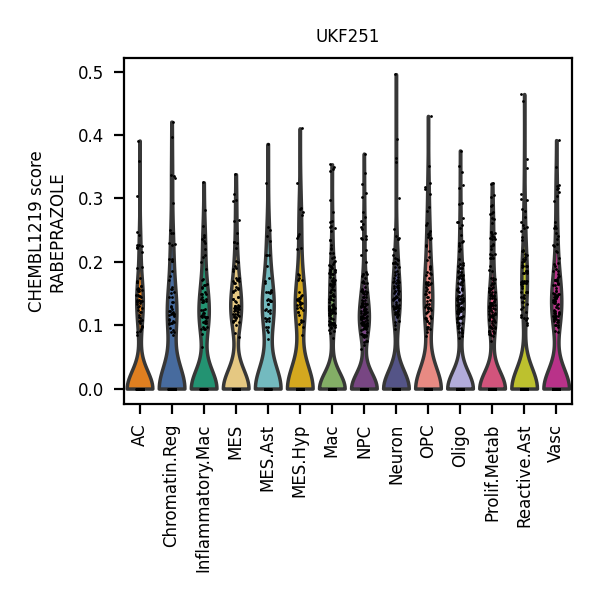 UKF251
CHEMBL1219 score
RABEPRAZOLE
0.5
0.4
0.3
0.2
0.1
0.0
AC
Chromatin.Reg
Inflammatory.Mac
MES
MES.Ast
MES.Hyp
Mac
NPC
Neuron
OPC
Oligo
Prolif.Metab
Reactive.Ast
Vasc